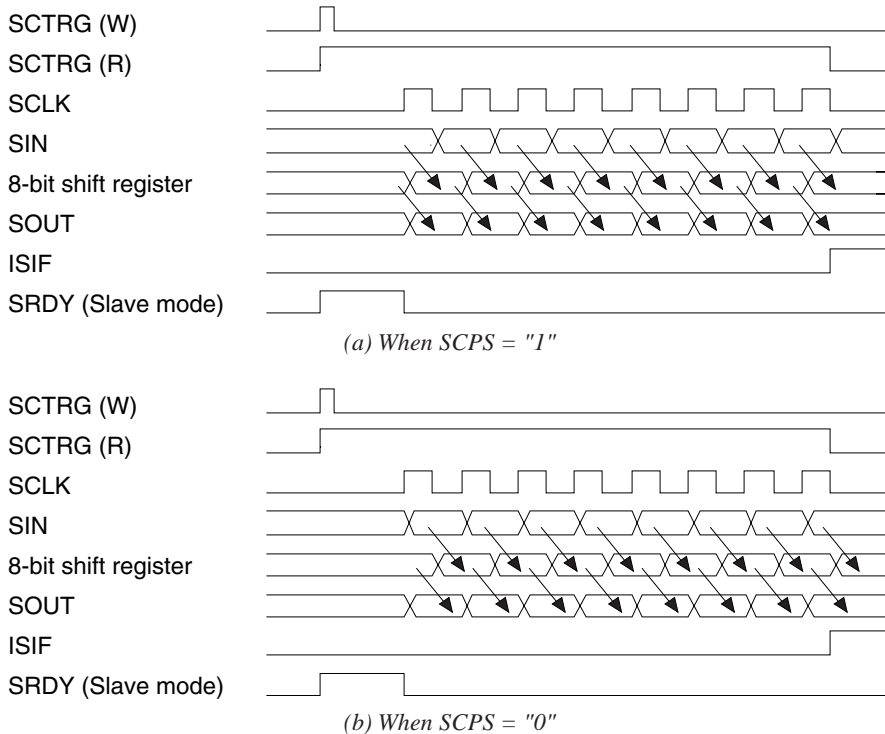 SCTRG (W)
SCTRG (R)
SCLK
SIN
8-bit shift register
SOUT
ISIF
SRDY (Slave mode)
(a) When SCPS = "1"
SCTRG (W)
SCTRG (R)
SCLK
SIN
8-bit shift register
SOUT
ISIF
SRDY (Slave mode)
(b) When SCPS = "0"